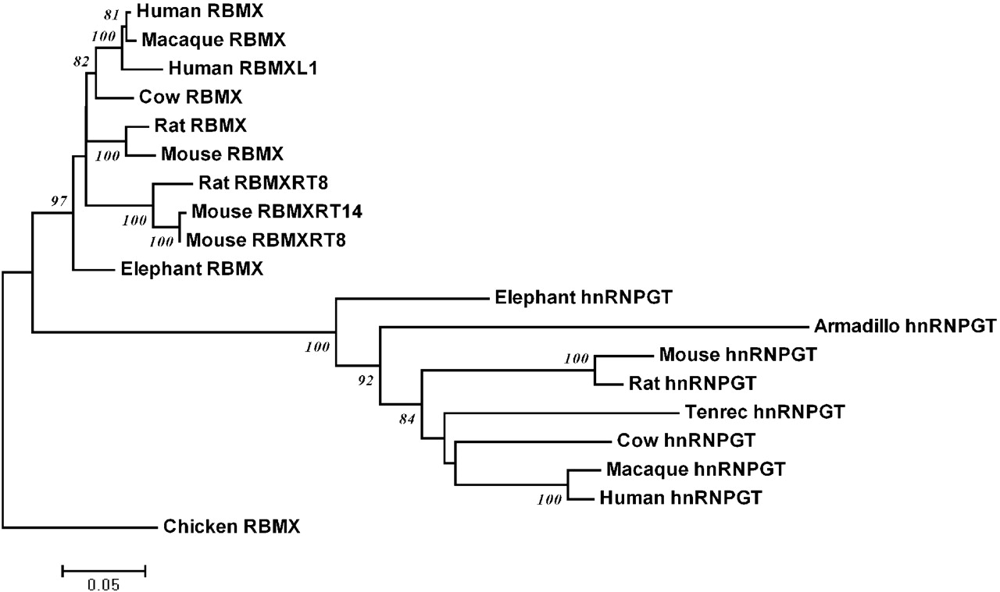 81 Human RBMX
100 Macaque RBMX
82 Human RBMXL1
Cow RBMX
Rat RBMX
100 Mouse RBMX
Rat RBMXRT8
97
100 Mouse RBMXRT14
100 Mouse RBMXRT8
Elephant RBMX
Elephant hnRNPGT
Armadillo hnRNPGT
100
100 Mouse hnRNPGT
92 Rat hnRNPGT
Tenrec hnRNPGT
84
Cow hnRNPGT
Macaque hnRNPGT
100 Human hnRNPGT
Chicken RBMX
0.05